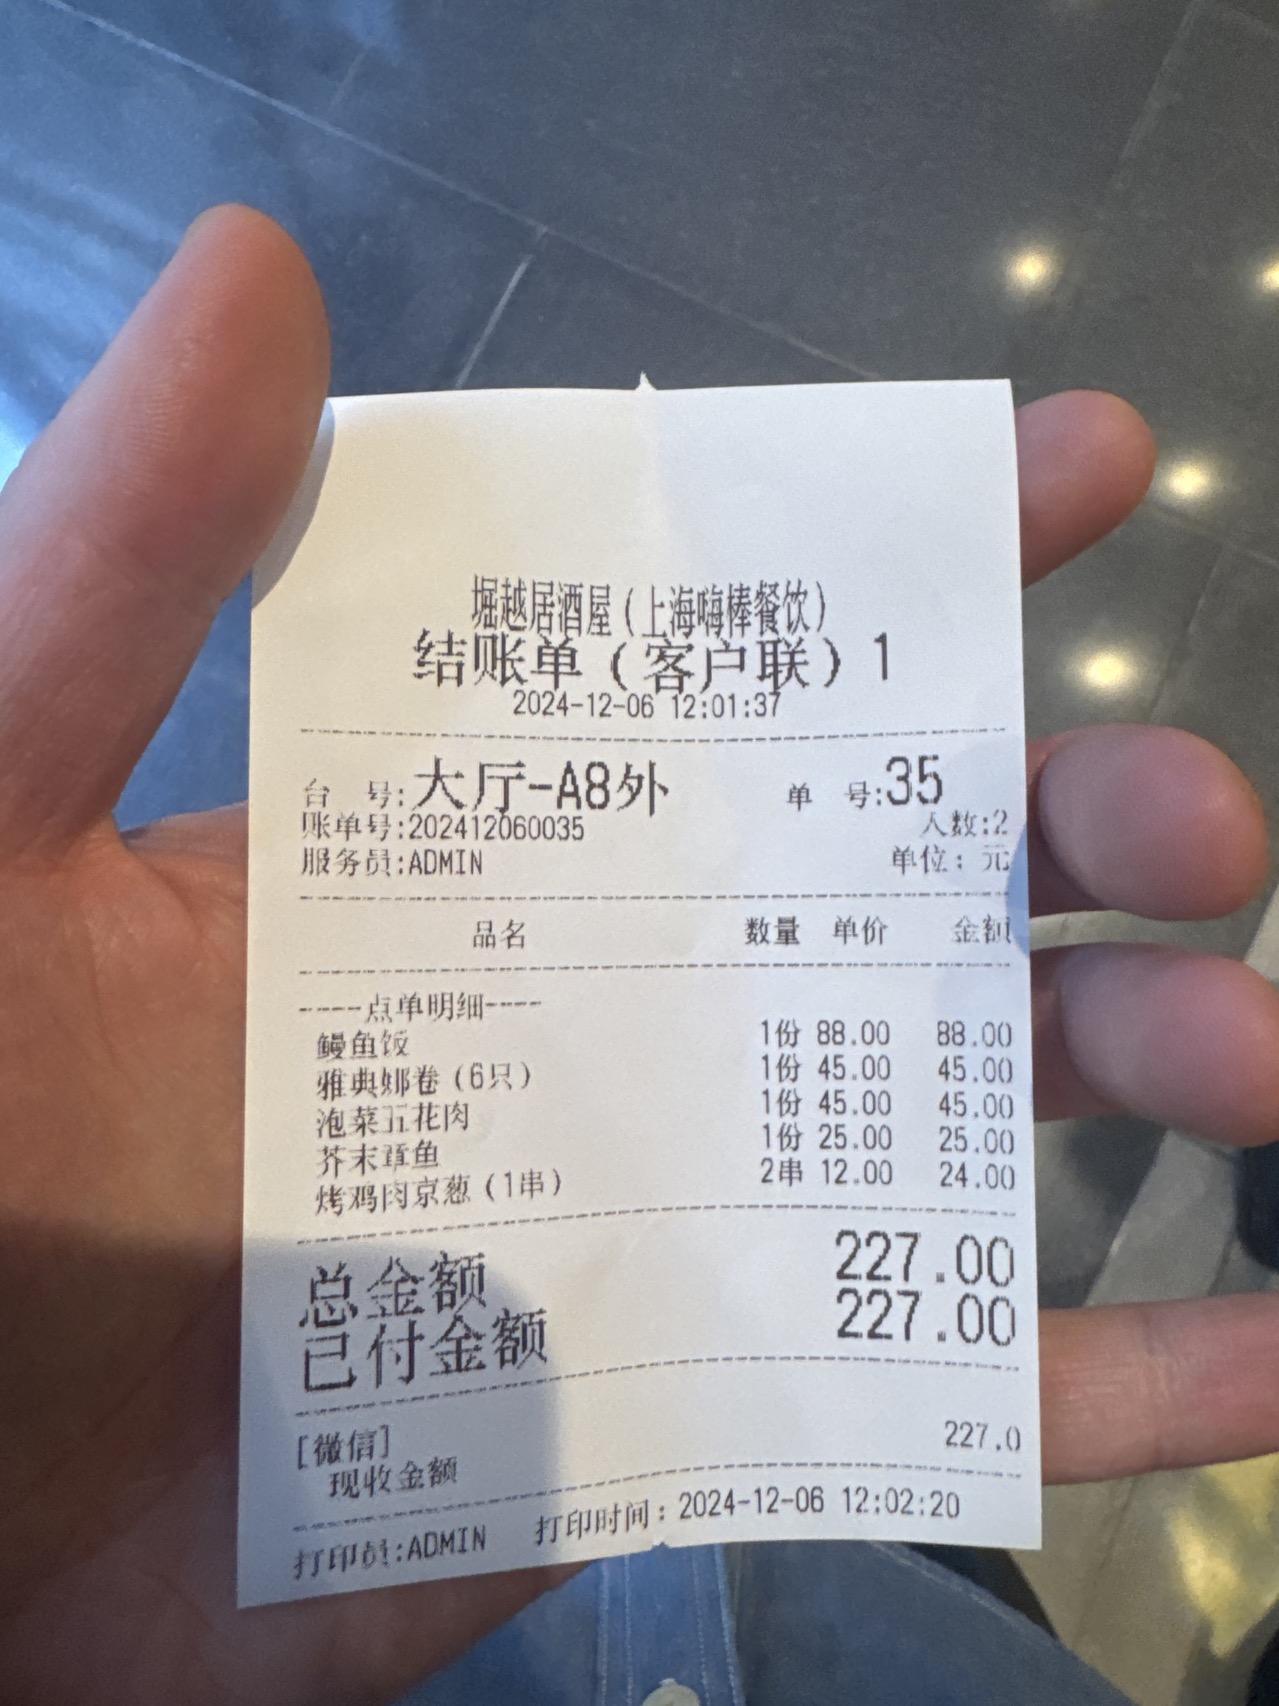 堀越居酒屋(上海嗨棒餐饮)
结账单(客户联)1
2024-12-06 12:01:37
台 号:大厅-A8外 单 号:35
账单号:202412060035 人数:2
服务员:ADMIN 单位: 元
品名 数量 单价 金额
----点单明细----
鳗鱼饭 1份 88.00 88.00
雅典娜卷(6只) 1份 45.00 45.00
泡菜五花肉 1份 45.00 45.00
芥末章鱼 1份 25.00 25.00
烤鸡肉京葱(1串) 2串 12.00 24.00
总金额 227.00
已付金额 227.00
[微信] 227.0
现收金额
打印员:ADMIN 打印时间:2024-12-06 12:02:20